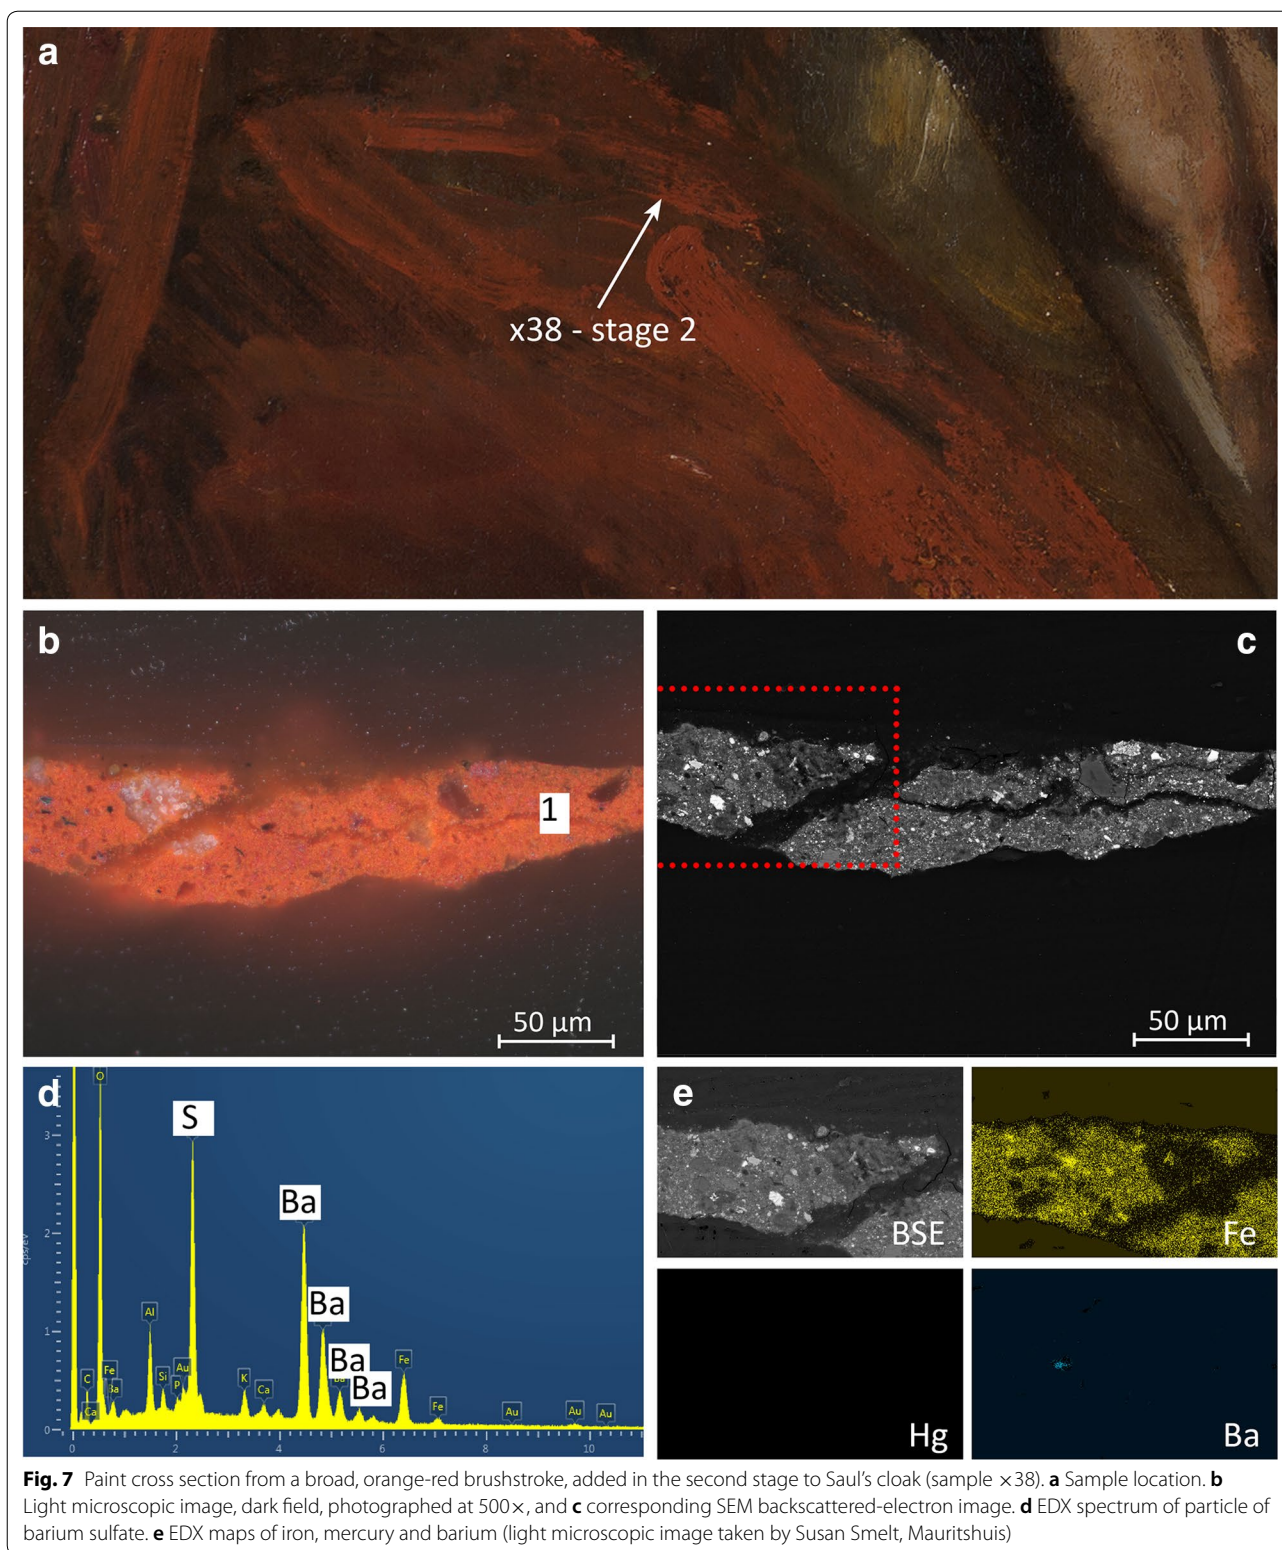 a
x38 - stage 2
b
1
50 µm
c
50 µm
d
O
S
Ba
Ba
Ba
Ba
Al
Au
Fe
Si
P
C
Ba
Ca
K
Ca
Fe
Fe
Au
Au
Au
3
2
1
0
cps/eV
0 2 4 6 8 10
e
BSE
Fe
Hg
Ba
Fig. 7 Paint cross section from a broad, orange-red brushstroke, added in the second stage to Saul’s cloak (sample ×38). a Sample location. b
Light microscopic image, dark field, photographed at 500×, and c corresponding SEM backscattered-electron image. d EDX spectrum of particle of
barium sulfate. e EDX maps of iron, mercury and barium (light microscopic image taken by Susan Smelt, Mauritshuis)